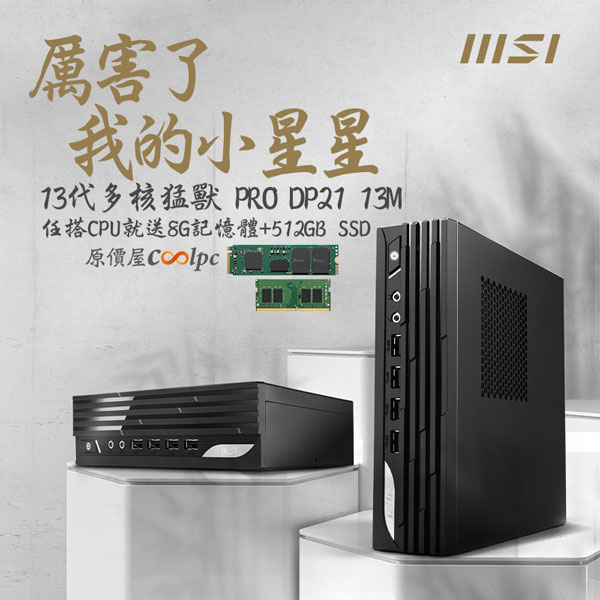 msi
厲害了
我的小星星
13代多核猛獸 PRO DP21 13M
任搭CPU就送8G記憶體+512GB SSD
原價屋Coolpc